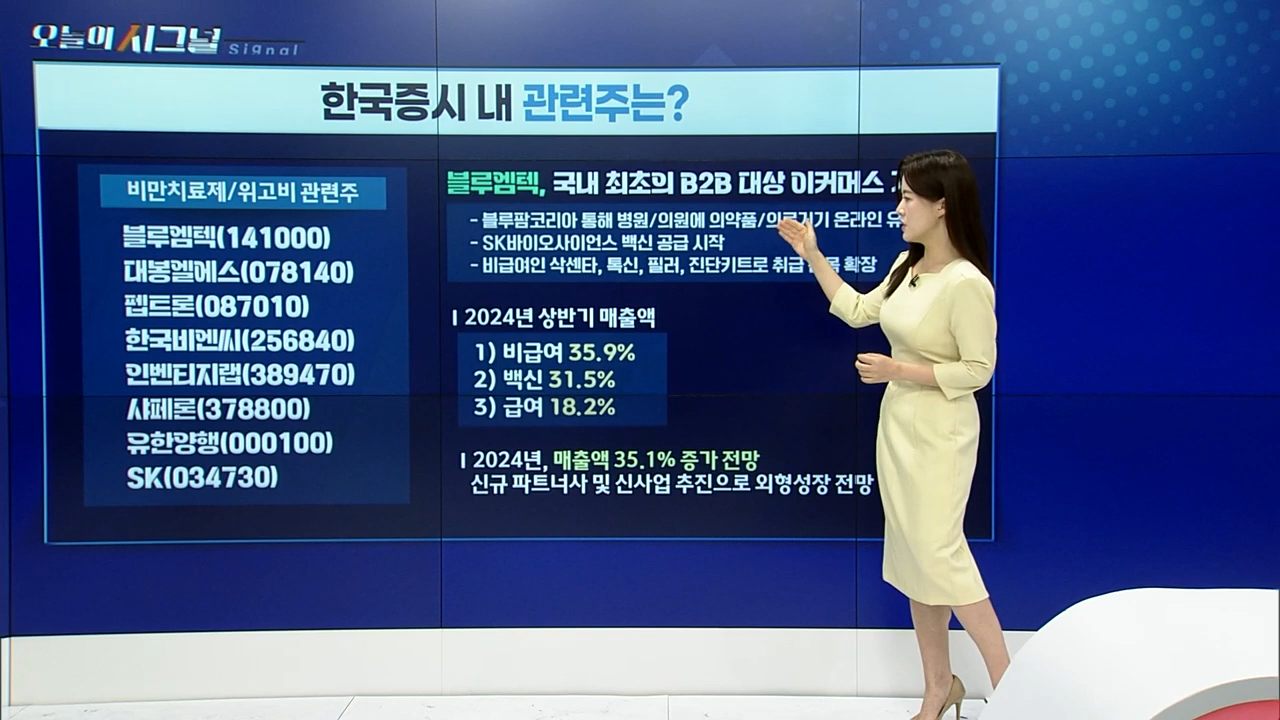 오늘의 시그널
Signal
한국증시 내 관련주는?
비만치료제/위고비 관련주
블루엠텍(141000)
대봉엘에스(078140)
펩트론(087010)
한국비엔씨(256840)
인벤티지랩(389470)
샤페론(378800)
유한양행(000100)
SK(034730)
블루엠텍, 국내 최초의 B2B 대상 이커머스
- 블루팜코리아 통해 병원/의원에 의약품/의료기기 온라인 유
- SK바이오사이언스 백신 공급 시작
- 비급여인 삭센타, 톡신, 필러, 진단키트로 취급 확장
2024년 상반기 매출액
1) 비급여 35.9%
2) 백신 31.5%
3) 급여 18.2%
2024년, 매출액 35.1% 증가 전망
신규 파트너사 및 신사업 추진으로 외형성장 전망